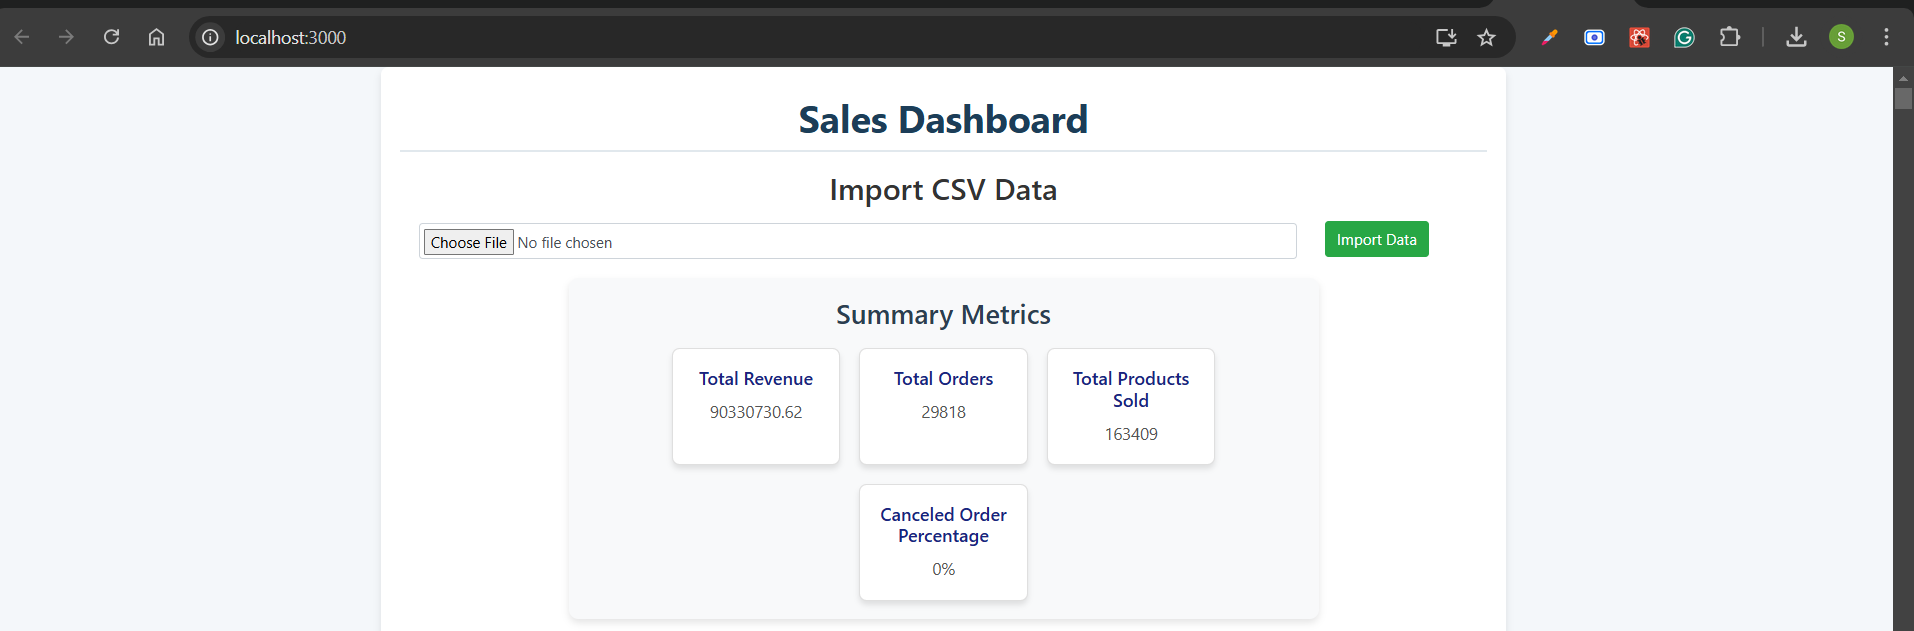 localhost:3000
S
Sales Dashboard
Import CSV Data
Choose File No file chosen
Import Data
Summary Metrics
Total Revenue
90330730.62
Total Orders
29818
Total Products
Sold
163409
Canceled Order
Percentage
0%